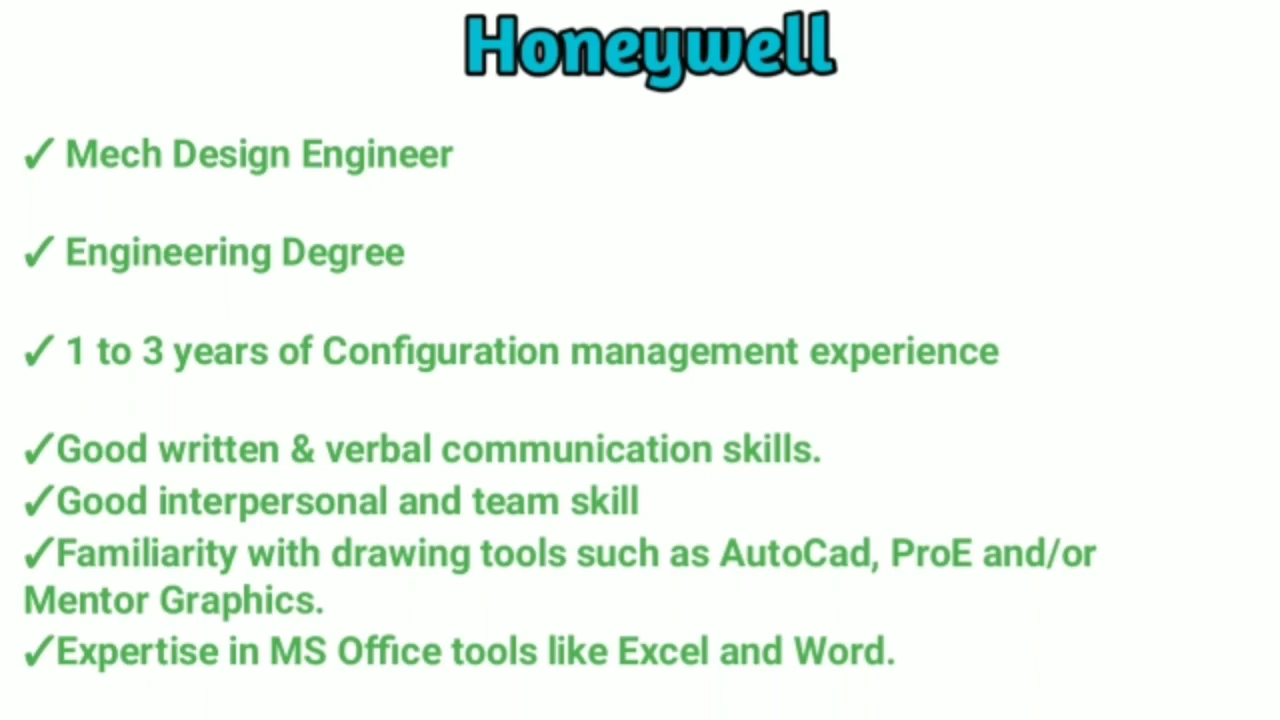 Honeywell
✓ Mech Design Engineer
✓ Engineering Degree
✓ 1 to 3 years of Configuration management experience
✓Good written & verbal communication skills.
✓Good interpersonal and team skill
✓Familiarity with drawing tools such as AutoCad, ProE and/or
Mentor Graphics.
✓Expertise in MS Office tools like Excel and Word.